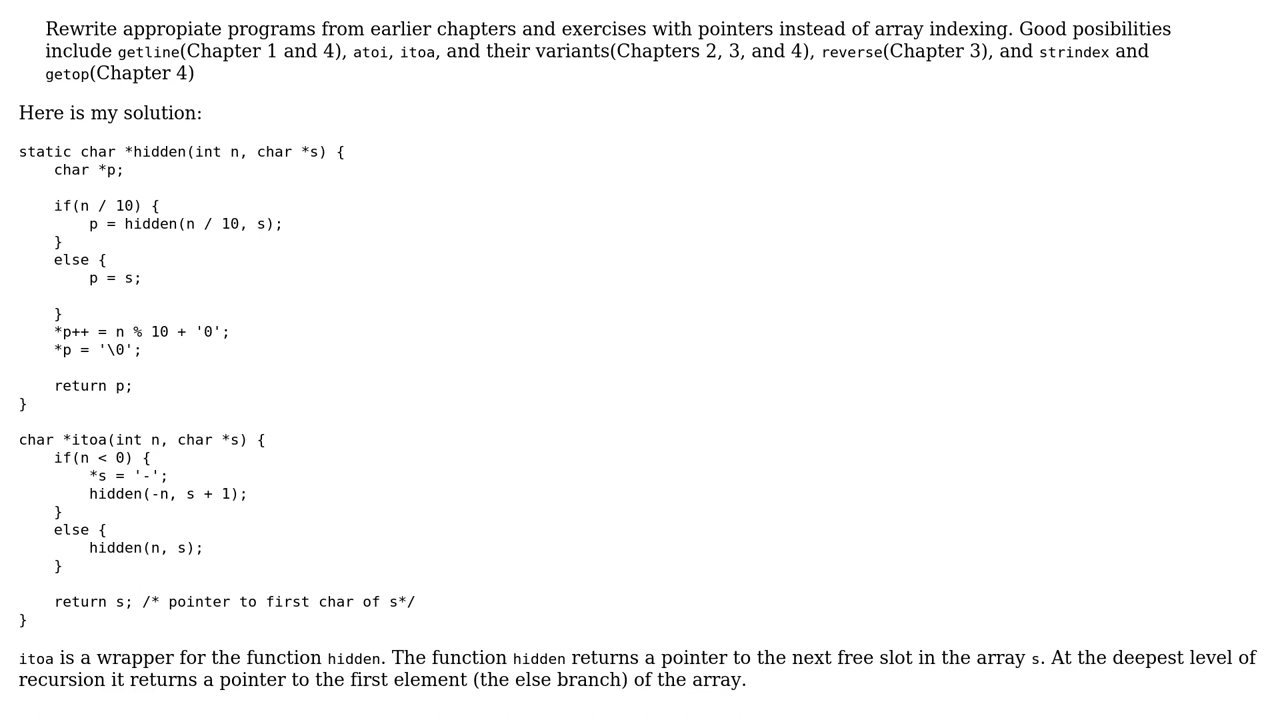 Rewrite appropiate programs from earlier chapters and exercises with pointers instead of array indexing. Good posibilities
include getline(Chapter 1 and 4), atoi, itoa, and their variants(Chapters 2, 3, and 4), reverse(Chapter 3), and strindex and
getop(Chapter 4)
Here is my solution:
static char *hidden(int n, char *s) {
    char *p;
    if(n / 10) {
        p = hidden(n / 10, s);
    }
    else {
        p = s;
    }
    *p++ = n % 10 + '0';
    *p = '\0';
    return p;
}
char *itoa(int n, char *s) {
    if(n < 0) {
        *s = '-';
        hidden(-n, s + 1);
    }
    else {
        hidden(n, s);
    }
    return s; /* pointer to first char of s*/
}
itoa is a wrapper for the function hidden. The function hidden returns a pointer to the next free slot in the array s. At the deepest level of
recursion it returns a pointer to the first element (the else branch) of the array.